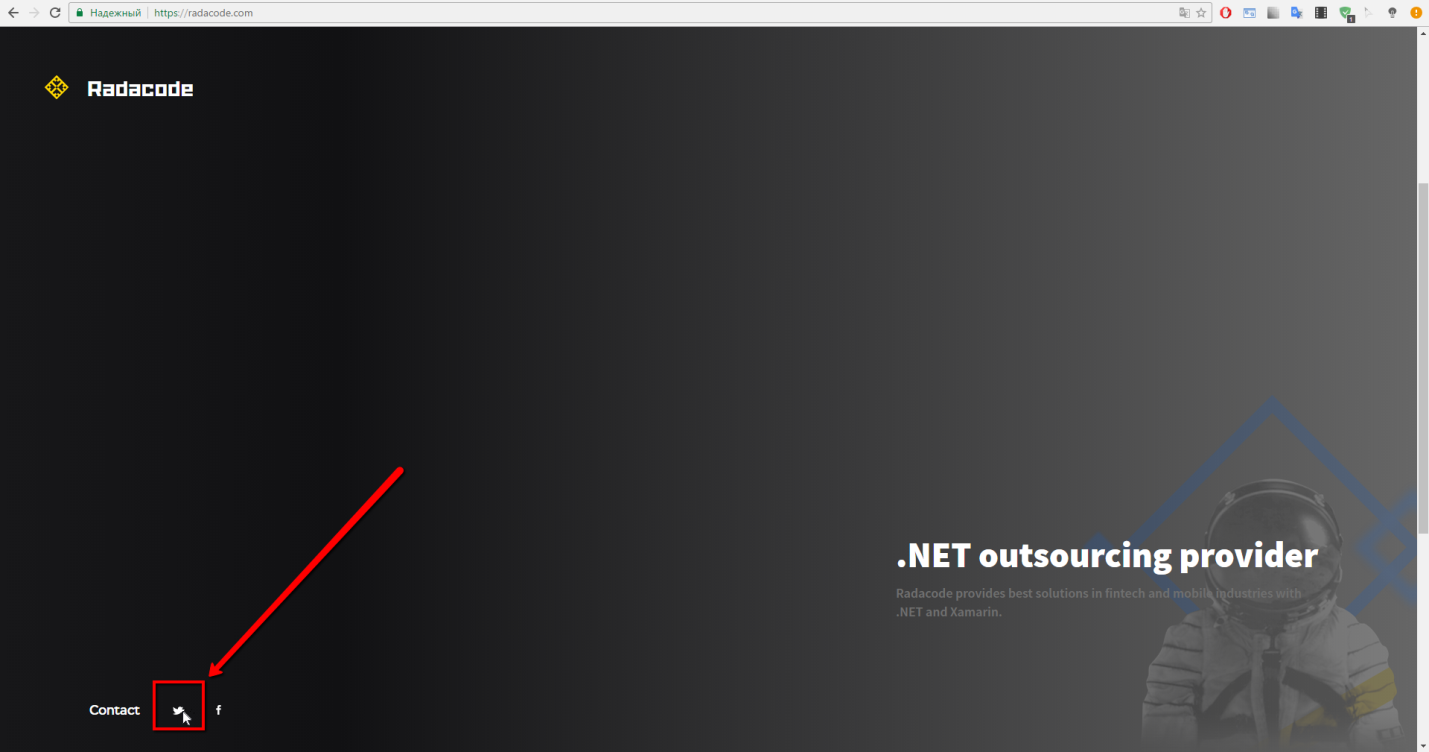 Надежный https://radacode.com
1
Radacode
.NET outsourcing provider
Radacode provides best solutions in fintech and mobile industries with
.NET and Xamarin.
Contact